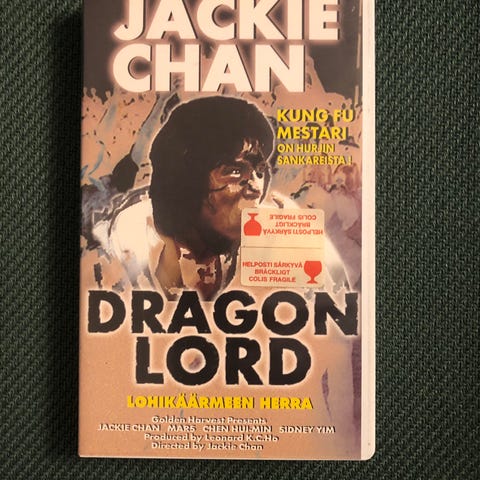 JACKIE
CHAN
KUNG FU
MESTARI
ON HURJIN
SANKAREISTA!
HELPOSTI SÄRKYVÄ
BRÄCKLIGT
COLIS FRAGILE
HELPOSTI SÄRKYVÄ
BRÄCKLIGT
COLIS FRAGILE
DRAGON
LORD
LOHIKÄÄRMEEN HERRA
Golden Harvest Presents
JACKIE CHAN MARS CHEN HUI-MIN SIDNEY YIM
Produced by Leonard K.C.Ho
Directed by Jackie Chan